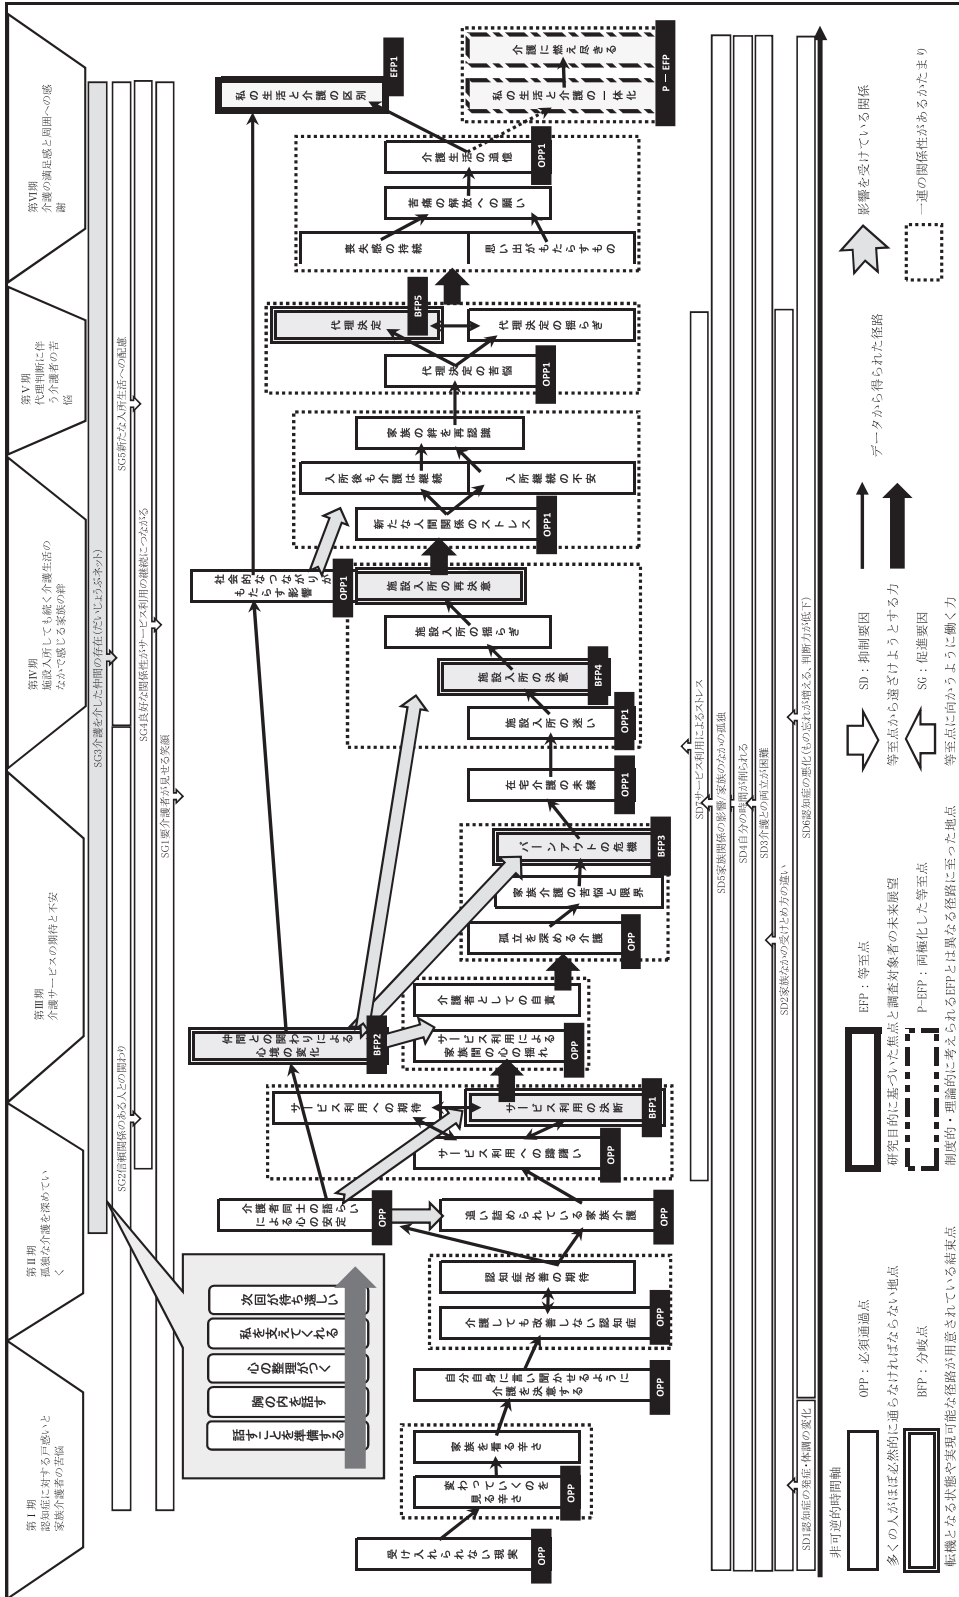 第Ⅰ期
認知症に対する戸惑いと
家族介護者の苦悩
第Ⅱ期
孤独な介護を深めてい
く
第Ⅲ期
介護サービスの期待と不安
第Ⅳ期
施設入所しても続く介護生活の
なかで感じる家族の絆
第Ⅴ期
代理判断に伴
う介護者の苦
悩
第Ⅵ期
介護の満足感と周囲への感
謝
SG3介護を介した仲間の存在(だいじょうぶネット)
SG2信頼関係のある人との関わり
SG5新たな入所生活への配慮
SG4良好な関係性がサービス利用の継続につながる
SG1要介護者が見せる笑顔
話すことを準備する
胸の内を話す
心の整理がつく
私を支えてくれる
次回が待ち遠しい
受け入れられない現実
OPP
変わっていくのを
見る辛さ
OPP
家族を看る辛さ
自分自身に言い聞かせるように
介護を決意する
OPP
介護しても改善しない認知症
OPP
認知症改善の期待
介護者同士の語らい
による心の安定
OPP
追い詰められている家族介護
OPP
サービス利用への躊躇い
OPP
サービス利用への期待
サービス利用の決断
BFP1
仲間との関わりによる
心境の変化
BFP2
サービス利用による
家族間の心の揺れ
OPP
介護者としての自責
孤立を深める介護
OPP
家族介護の苦悩と限界
バーンアウトの危機
BFP3
在宅介護の未練
OPP1
施設入所の迷い
OPP1
施設入所の決意
BFP4
施設入所の揺らぎ
施設入所の再決意
社会的なつながりが
もたらす影響
OPP1
新たな人間関係のストレス
OPP1
入所後も介護は継続
入所継続の不安
家族の絆を再認識
代理決定の苦悩
OPP1
代理決定
BFP5
代理決定の揺らぎ
喪失感の持続
思い出がもたらすもの
苦痛の解放への願い
介護生活の追憶
OPP1
私の生活と介護の区別
EFP1
私の生活と介護の一体化
介護に燃え尽きる
P－EFP
SD7サービス利用によるストレス
SD5家族関係の影響/家族のなかの孤独
SD4自分の時間が削られる
SD3介護との両立が困難
SD2家族なかの受けとめ方の違い
SD1認知症の発症・体調の変化
SD6認知症の悪化(もの忘れが増える、判断力が低下)
非可逆的時間軸
OPP：必須通過点
多くの人がほぼ必然的に通らなければならない地点
BFP：分岐点
転機となる状態や実現可能な径路が用意されている結束点
EFP：等至点
研究目的に基づいた焦点と調査対象者の未来展望
P-EFP：両極化した等至点
制度的・理論的に考えられるEFPとは異なる径路に至った地点
SD：抑制要因
等至点から遠ざけようとする力
SG：促進要因
等至点に向かうように働く力
データから得られた径路
影響を受けている関係
一連の関係性があるかたまり